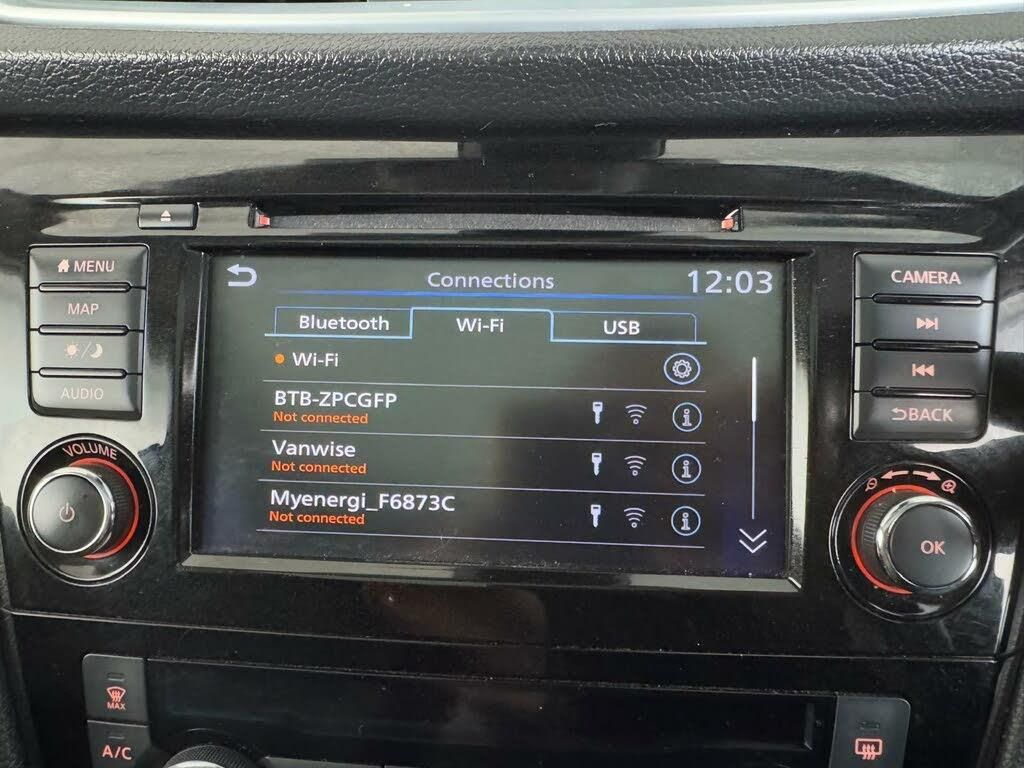 MENU
MAP
AUDIO
VOLUME
Connections
12:03
Bluetooth
Wi-Fi
USB
Wi-Fi
BTB-ZPCGFP
Not connected
Vanwise
Not connected
Myenergi_F6873C
Not connected
CAMERA
BACK
OK
MAX
A/C